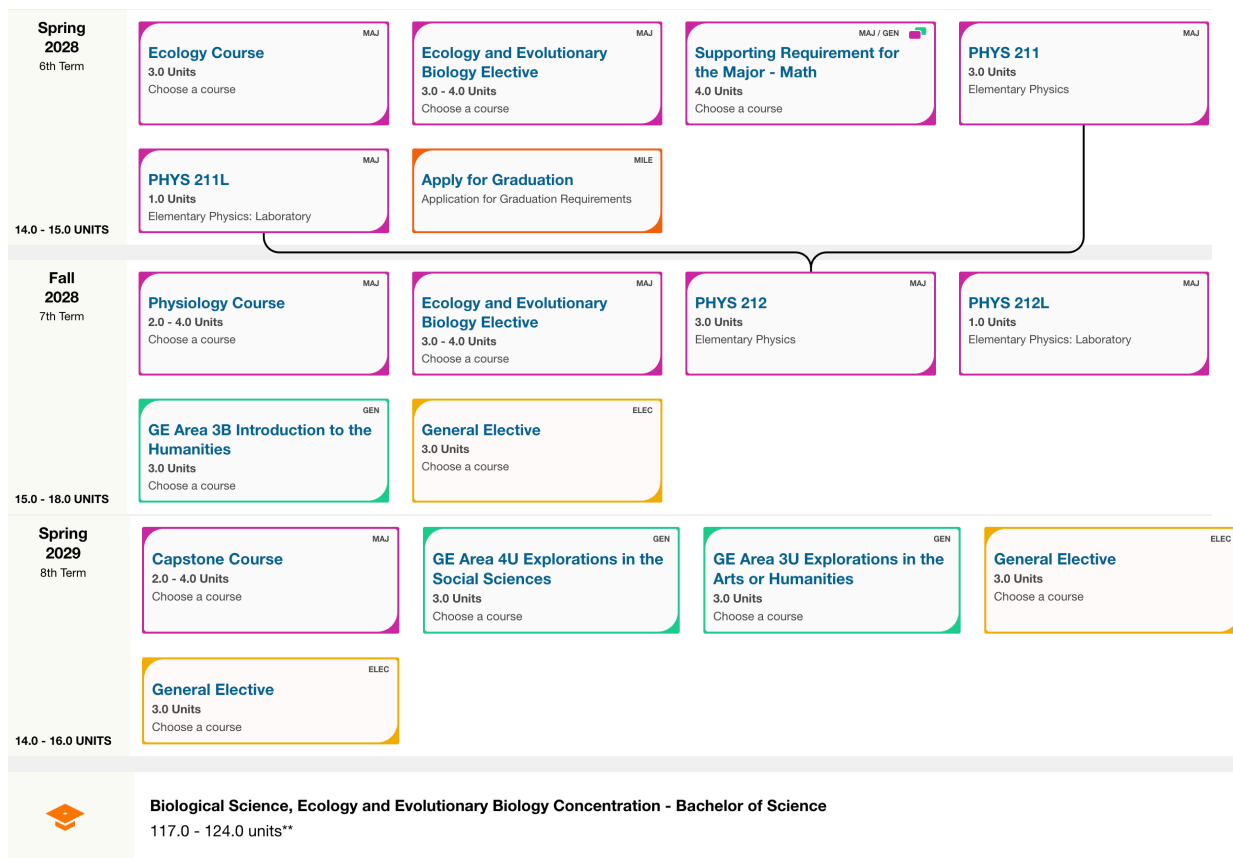 Spring
2028
6th Term
14.0 - 15.0 UNITS
MAJ
Ecology Course
3.0 Units
Choose a course
MAJ
Ecology and Evolutionary
Biology Elective
3.0 - 4.0 Units
Choose a course
MAJ / GEN
Supporting Requirement for
the Major - Math
4.0 Units
Choose a course
MAJ
PHYS 211
3.0 Units
Elementary Physics
MAJ
PHYS 211L
1.0 Units
Elementary Physics: Laboratory
MILE
Apply for Graduation
Application for Graduation Requirements
Fall
2028
7th Term
15.0 - 18.0 UNITS
MAJ
Physiology Course
2.0 - 4.0 Units
Choose a course
MAJ
Ecology and Evolutionary
Biology Elective
3.0 - 4.0 Units
Choose a course
MAJ
PHYS 212
3.0 Units
Elementary Physics
MAJ
PHYS 212L
1.0 Units
Elementary Physics: Laboratory
GEN
GE Area 3B Introduction to the
Humanities
3.0 Units
Choose a course
ELEC
General Elective
3.0 Units
Choose a course
Spring
2029
8th Term
14.0 - 16.0 UNITS
MAJ
Capstone Course
2.0 - 4.0 Units
Choose a course
GEN
GE Area 4U Explorations in the
Social Sciences
3.0 Units
Choose a course
GEN
GE Area 3U Explorations in the
Arts or Humanities
3.0 Units
Choose a course
ELEC
General Elective
3.0 Units
Choose a course
ELEC
General Elective
3.0 Units
Choose a course
Biological Science, Ecology and Evolutionary Biology Concentration - Bachelor of Science
117.0 - 124.0 units**